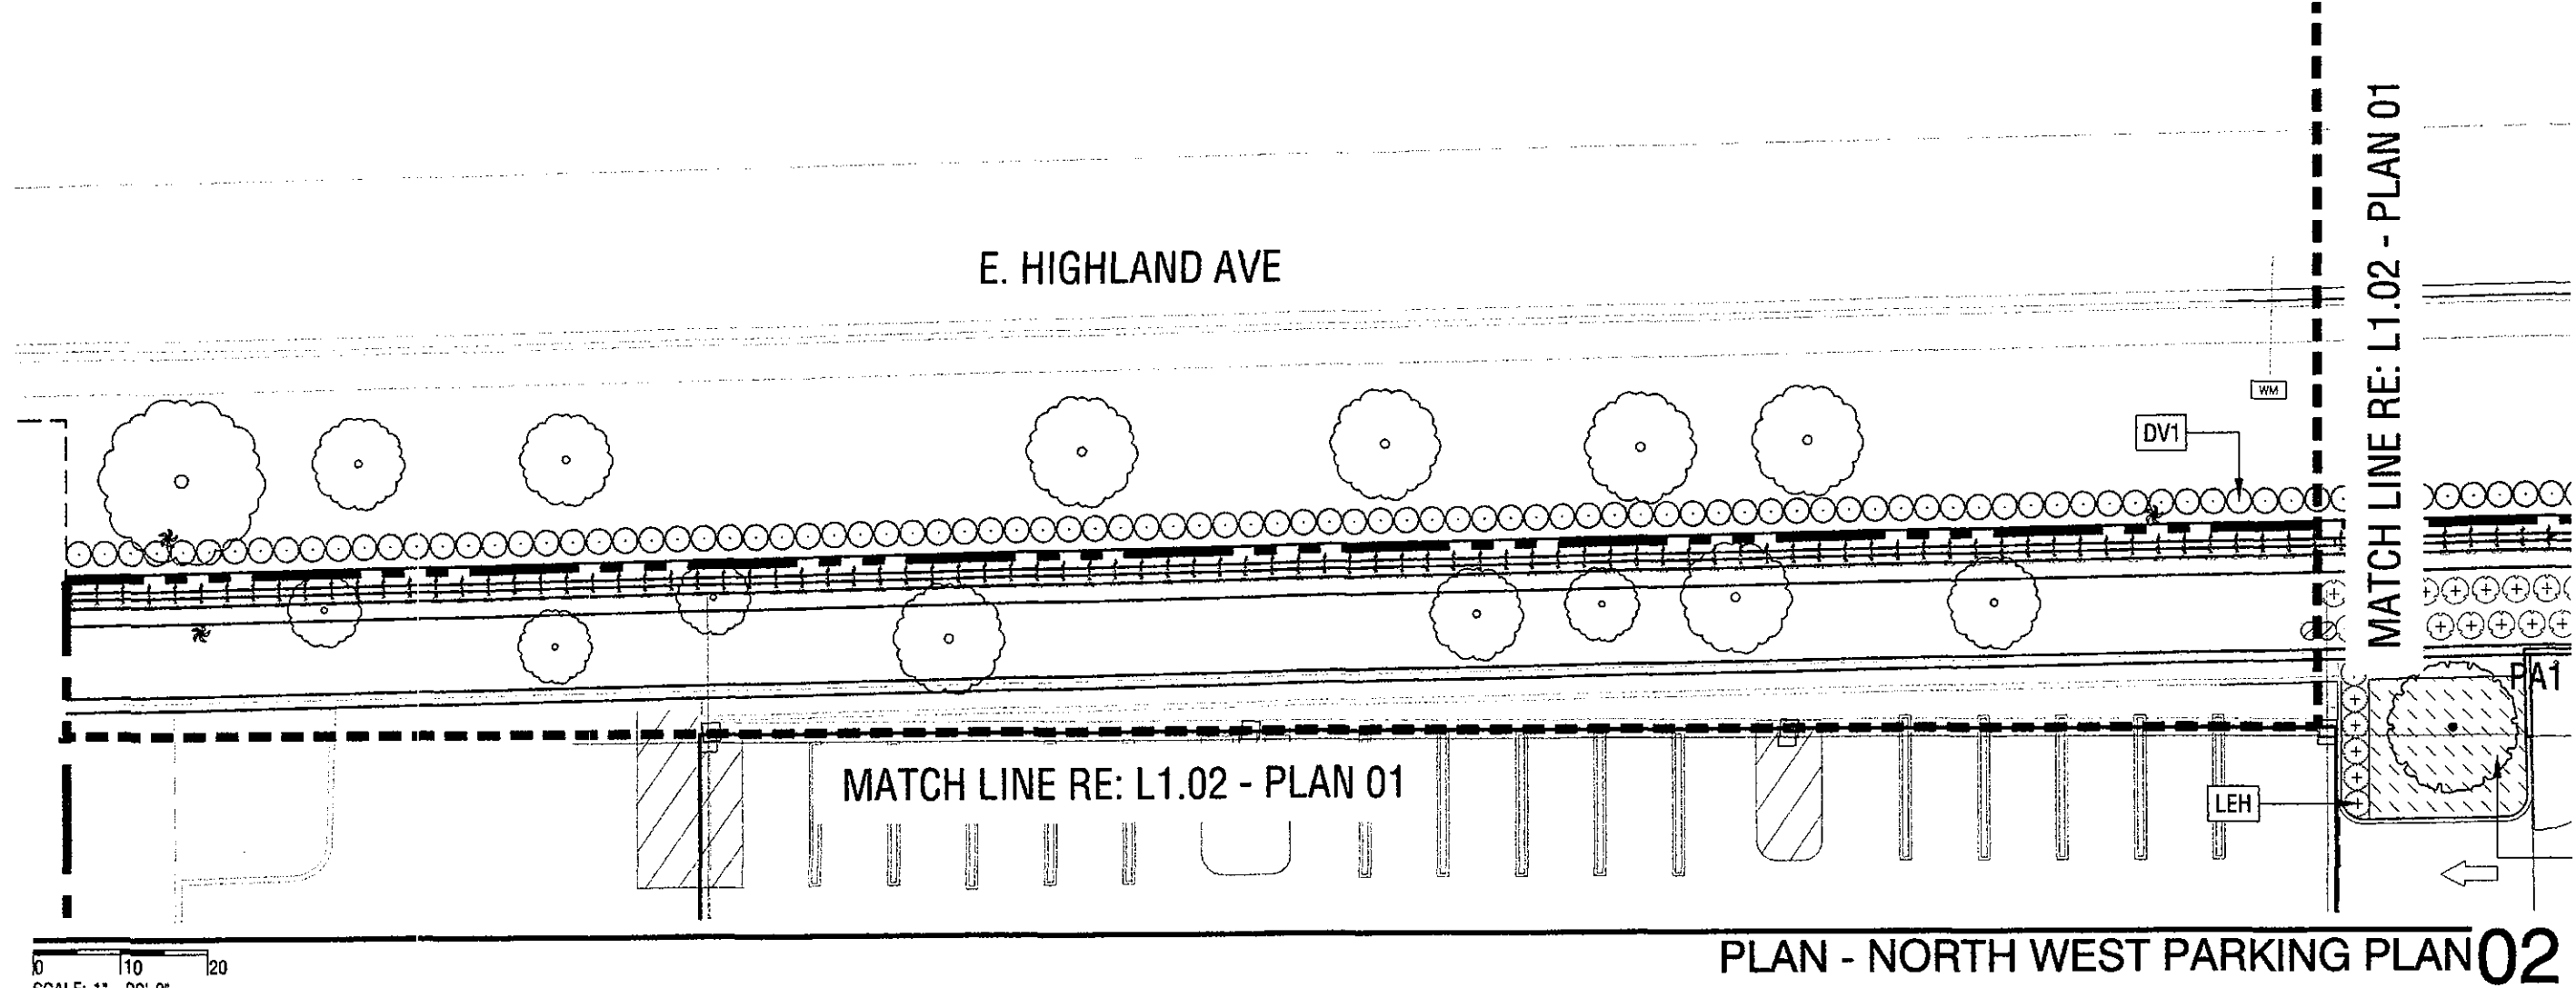 E. HIGHLAND AVE
MATCH LINE RE: L1.02 - PLAN 01
WM
DV1
PA1
MATCH LINE RE: L1.02 - PLAN 01
LEH
PLAN - NORTH WEST PARKING PLAN 02
0 10 20